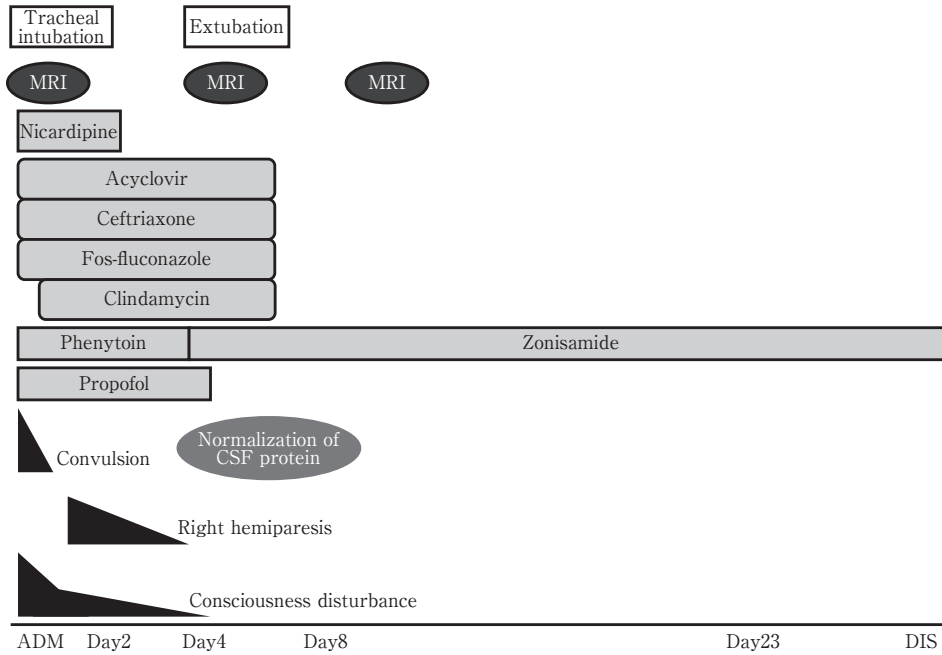 Tracheal
intubation
Extubation
MRI
MRI
MRI
Nicardipine
Acyclovir
Ceftriaxone
Fos-fluconazole
Clindamycin
Phenytoin
Zonisamide
Propofol
Convulsion
Normalization of
CSF protein
Right hemiparesis
Consciousness disturbance
ADM Day2 Day4 Day8 Day23 DIS